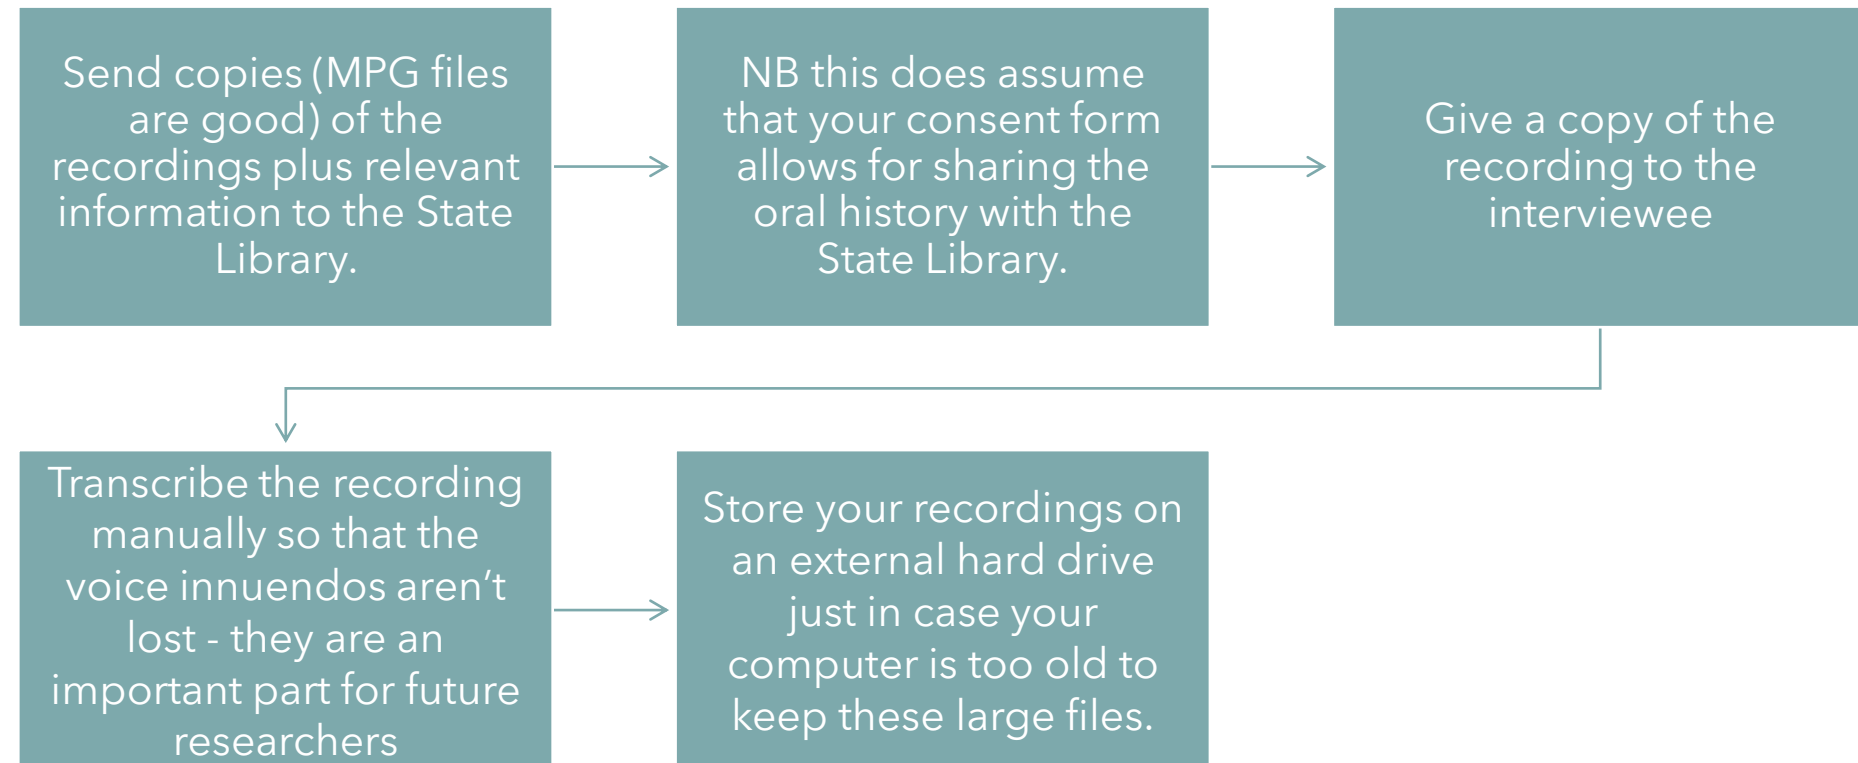 Send copies (MPG files
are good) of the
recordings plus relevant
information to the State
Library.
NB this does assume
that your consent form
allows for sharing the
oral history with the
State Library.
Give a copy of the
recording to the
interviewee
Transcribe the recording
manually so that the
voice innuendos aren’t
lost - they are an
important part for future
researchers
Store your recordings on
an external hard drive
just in case your
computer is too old to
keep these large files.